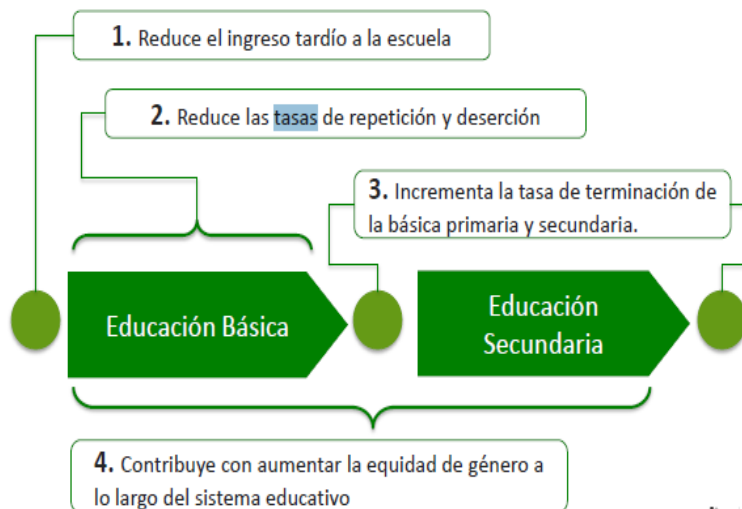 1. Reduce el ingreso tardío a la escuela
2. Reduce las tasas de repetición y deserción
3. Incrementa la tasa de terminación de
la básica primaria y secundaria.
Educación Básica
Educación
Secundaria
4. Contribuye con aumentar la equidad de género a
lo largo del sistema educativo